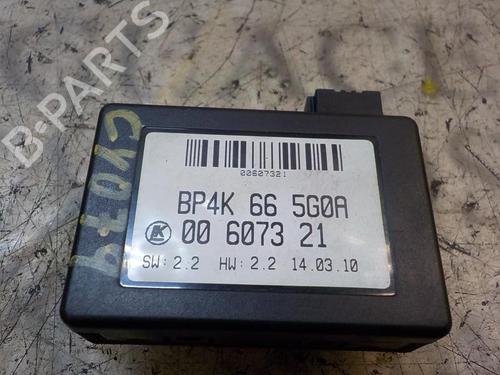 B-PARTS
00607321
BP4K 66 5G0A
K 00 6073 21
SW: 2.2 HW: 2.2 14.03.10